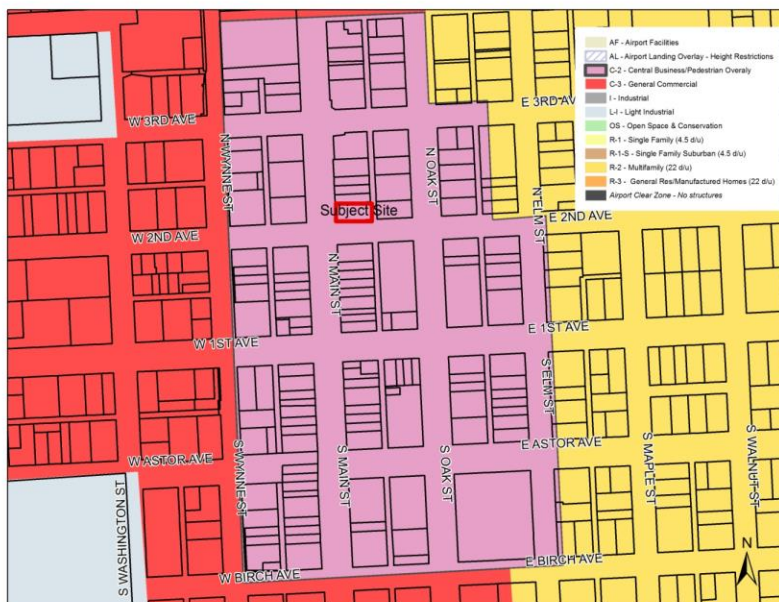 AF - Airport Facilities
AL - Airport Landing Overlay - Height Restrictions
C-2 - Central Business/Pedestrian Overaly
C-3 - General Commercial
I - Industrial
L-I - Light Industrial
OS - Open Space & Conservation
R-1 - Single Family (4.5 d/u)
R-1-S - Single Family Suburban (4.5 d/u)
R-2 - Multifamily (22 d/u)
R-3 - General Res/Manufactured Homes (22 d/u)
Airport Clear Zone - No structures
W 3RD AVE
E 3RD AVE
N WYNNE ST
N OAK ST
Subject Site
N ELM ST
E 2ND AVE
W 2ND AVE
N MAIN ST
W 1ST AVE
E 1ST AVE
S ELM ST
W ASTOR AVE
E ASTOR AVE
S WYNNE ST
S MAIN ST
S OAK ST
S MAPLE ST
S WALNUT ST
S WASHINGTON ST
W BIRCH AVE
E BIRCH AVE
N